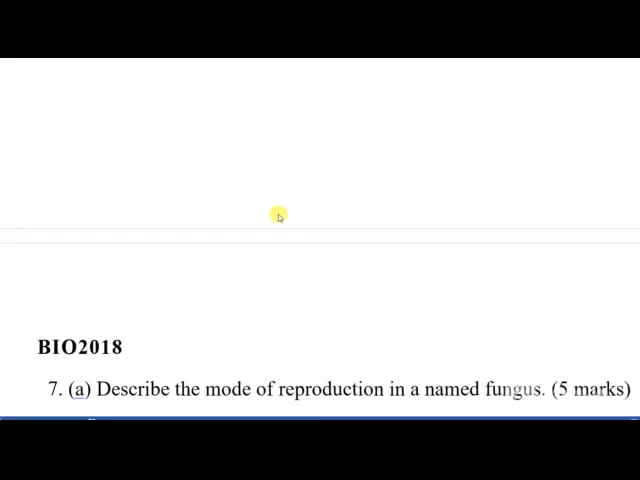 BIO2018
7. (a) Describe the mode of reproduction in a named fungus. (5 marks)